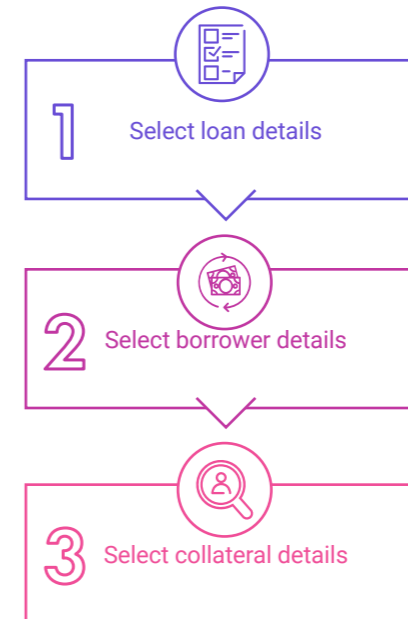 1
Select loan details
2
Select borrower details
3
Select collateral details